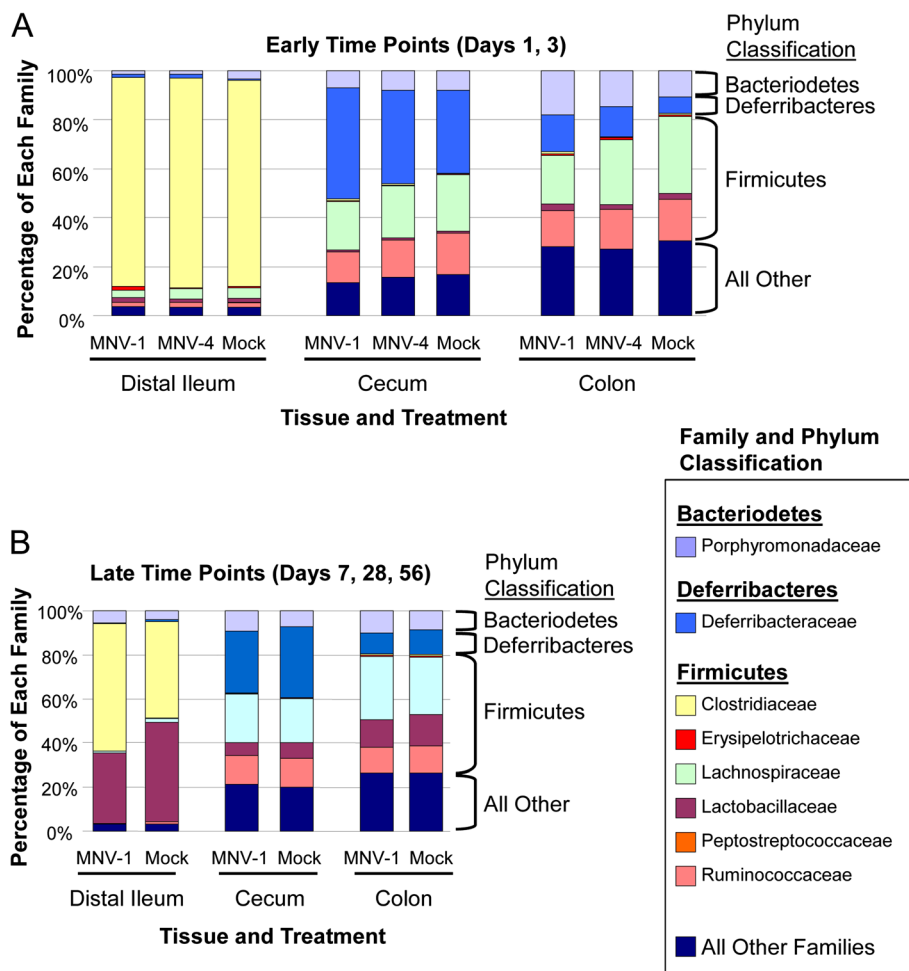 A
Early Time Points (Days 1, 3)
Phylum
Classification
Percentage of Each Family
100%
80%
60%
40%
20%
0%
Bacteriodetes
Deferribacteres
Firmicutes
All Other
MNV-1 MNV-4 Mock MNV-1 MNV-4 Mock MNV-1 MNV-4 Mock
Distal Ileum Cecum Colon
Tissue and Treatment
B
Late Time Points (Days 7, 28, 56)
Phylum
Classification
Percentage of Each Family
100%
80%
60%
40%
20%
0%
Bacteriodetes
Deferribacteres
Firmicutes
All Other
MNV-1 Mock MNV-1 Mock MNV-1 Mock
Distal Ileum Cecum Colon
Tissue and Treatment
Family and Phylum
Classification
Bacteriodetes
Porphyromonadaceae
Deferribacteres
Deferribacteraceae
Firmicutes
Clostridiaceae
Erysipelotrichaceae
Lachnospiraceae
Lactobacillaceae
Peptostreptococcaceae
Ruminococcaceae
All Other Families